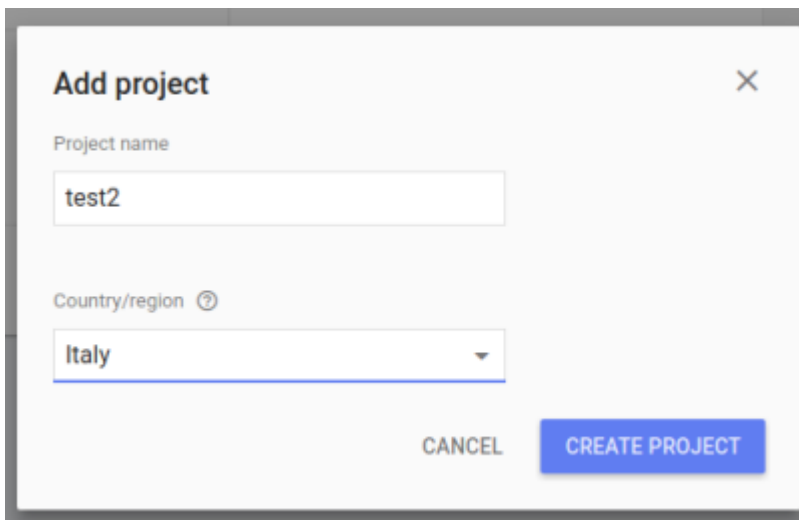 Add project
Project name
test2
Country/region
Italy
CANCEL CREATE PROJECT